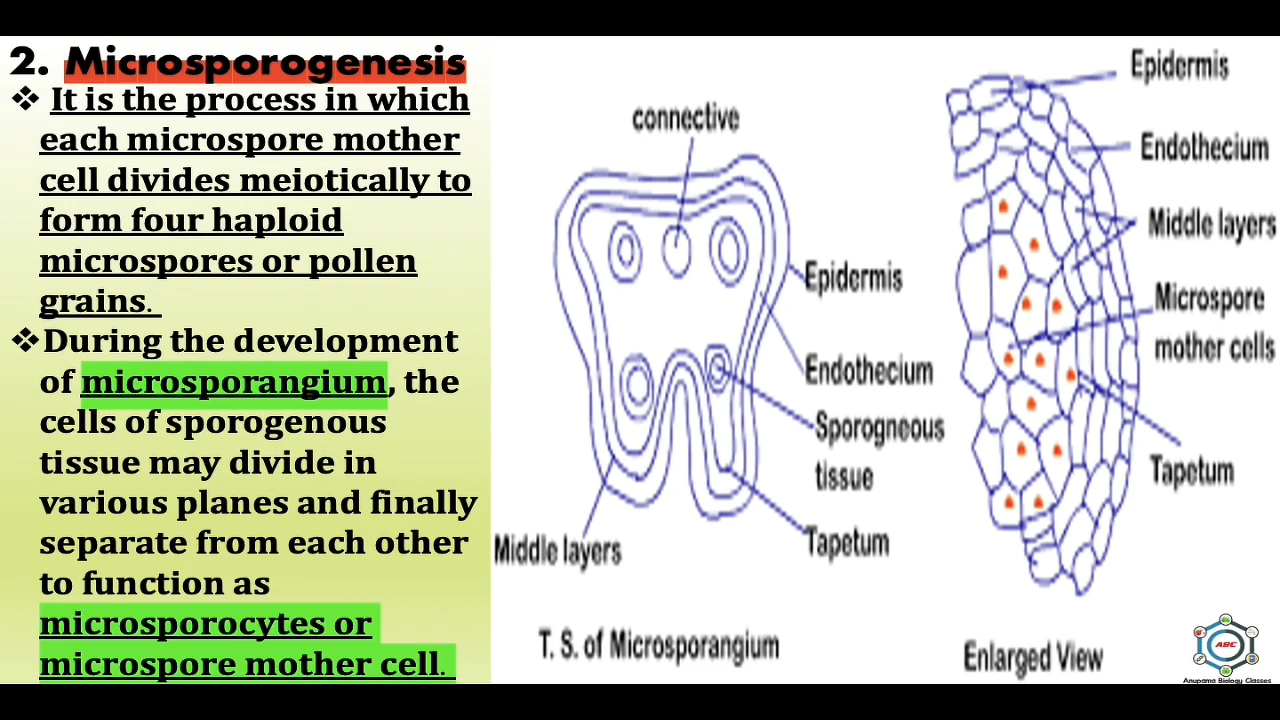 2. Microsporogenesis
❖ It is the process in which
each microspore mother
cell divides meiotically to
form four haploid
microspores or pollen
grains.
❖During the development
of microsporangium, the
cells of sporogenous
tissue may divide in
various planes and finally
separate from each other
to function as
microsporocytes or
microspore mother cell.
connective
Epidermis
Endothecium
Sporogneous
tissue
Tapetum
Middle layers
T. S. of Microsporangium
Epidermis
Endothecium
Middle layers
Microspore
mother cells
Tapetum
Enlarged View
ABC
Anupama Biology Classes